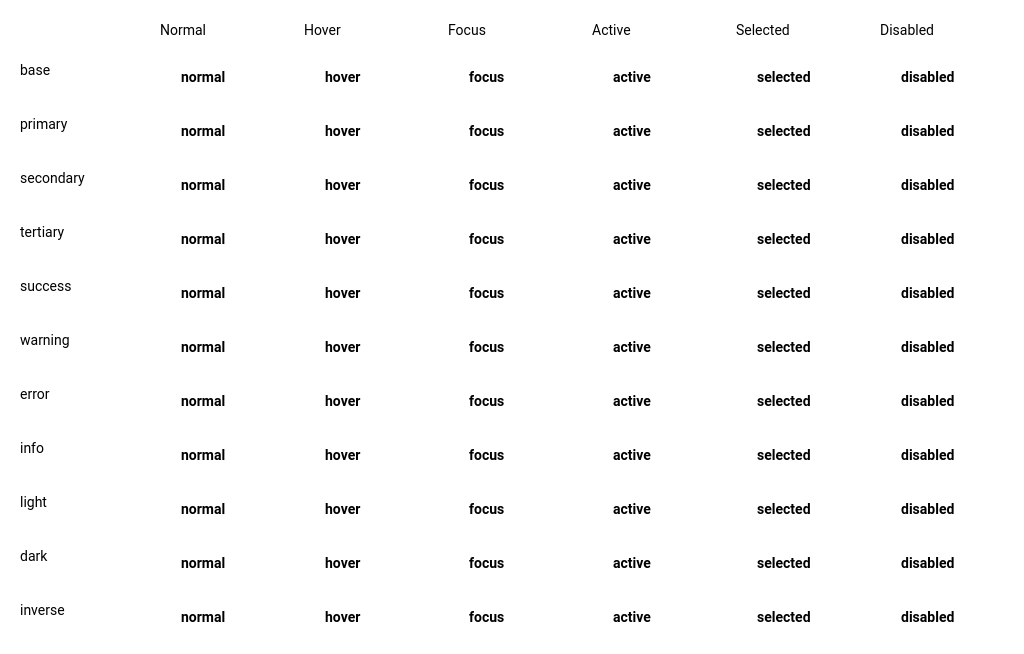 Normal Hover Focus Active Selected Disabled
base normal hover focus active selected disabled
primary normal hover focus active selected disabled
secondary normal hover focus active selected disabled
tertiary normal hover focus active selected disabled
success normal hover focus active selected disabled
warning normal hover focus active selected disabled
error normal hover focus active selected disabled
info normal hover focus active selected disabled
light normal hover focus active selected disabled
dark normal hover focus active selected disabled
inverse normal hover focus active selected disabled